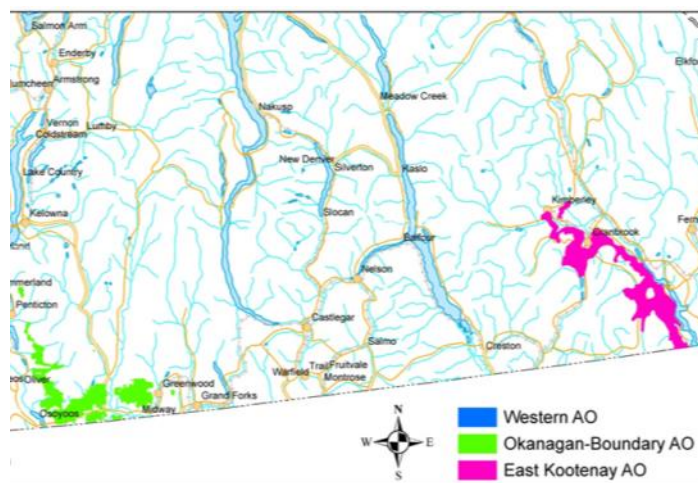 Salmon Arm
Enderby
Armstrong
Vernon
Coldstream
Lumby
Lake Country
Kelowna
Penticton
Oliver
Osoyoos
Midway
Greenwood
Grand Forks
Nakusp
New Denver
Silverton
Slocan
Meadow Creek
Kaslo
Balfour
Nelson
Castlegar
Salmo
Trail
Fruitvale
Warfield
Montrose
Creston
Kimberley
Cranbrook
N
W
E
S
Western AO
Okanagan-Boundary AO
East Kootenay AO